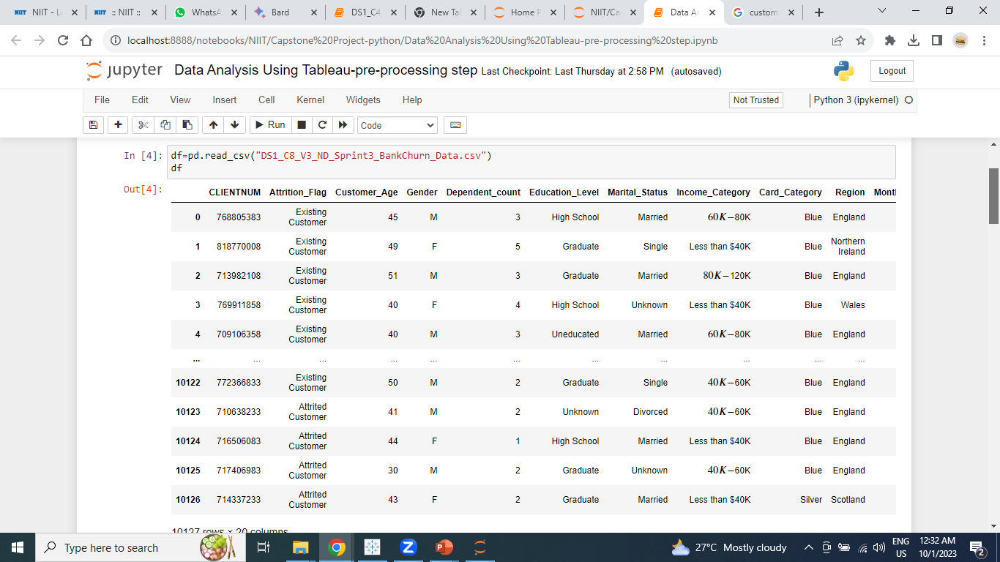 NIIT - L NIIT :: NIIT :: WhatsA Bard DS1_C4 New Ta Home P NIIT/Ca Data Ar custom
localhost:8888/notebooks/NIIT/Capstone%20Project-python/Data%20Analysis%20Using%20Tableau-pre-processing%20step.ipynb
jupyter Data Analysis Using Tableau-pre-processing step Last Checkpoint: Last Thursday at 2:58 PM (autosaved) Logout
File Edit View Insert Cell Kernel Widgets Help Not Trusted Python 3 (ipykernel)
Run Code
In [4]: df=pd.read_csv("DS1_C8_V3_ND_Sprint3_BankChurn_Data.csv")
df
Out[4]:
CLIENTNUM Attrition_Flag Customer_Age Gender Dependent_count Education_Level Marital_Status Income_Category Card_Category Region Montl
0 768805383 Existing Customer 45 M 3 High School Married 60K−80K Blue England
1 818770008 Existing Customer 49 F 5 Graduate Single Less than $40K Blue Northern Ireland
2 713982108 Existing Customer 51 M 3 Graduate Married 80K−120K Blue England
3 769911858 Existing Customer 40 F 4 High School Unknown Less than $40K Blue Wales
4 709106358 Existing Customer 40 M 3 Uneducated Married 60K−80K Blue England
... ... ... ... ... ... ... ... ... ... ...
10122 772366833 Existing Customer 50 M 2 Graduate Single 40K−60K Blue England
10123 710638233 Attrited Customer 41 M 2 Unknown Divorced 40K−60K Blue England
10124 716506083 Attrited Customer 44 F 1 High School Married Less than $40K Blue England
10125 717406983 Attrited Customer 30 M 2 Graduate Unknown 40K−60K Blue England
10126 714337233 Attrited Customer 43 F 2 Graduate Married Less than $40K Silver Scotland
10127 rows × 20 columns
Type here to search 27°C Mostly cloudy ENG US 12:32 AM 10/1/2023 2